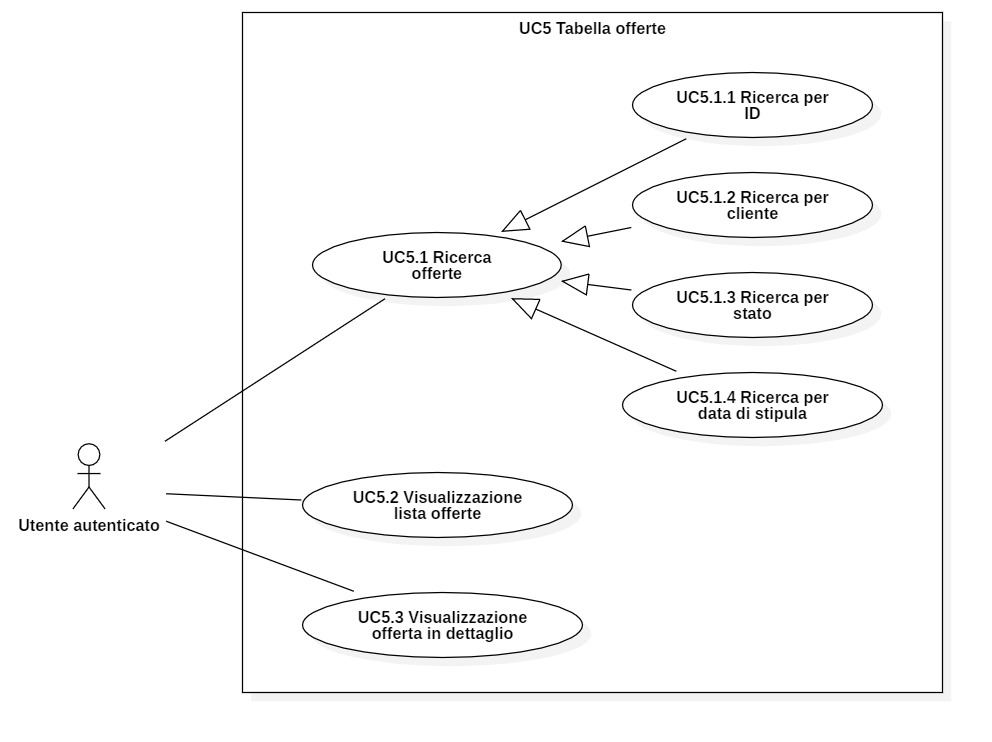 UC5 Tabella offerte
UC5.1.1 Ricerca per
ID
UC5.1.2 Ricerca per
cliente
UC5.1 Ricerca
offerte
UC5.1.3 Ricerca per
stato
UC5.1.4 Ricerca per
data di stipula
UC5.2 Visualizzazione
lista offerte
Utente autenticato
UC5.3 Visualizzazione
offerta in dettaglio